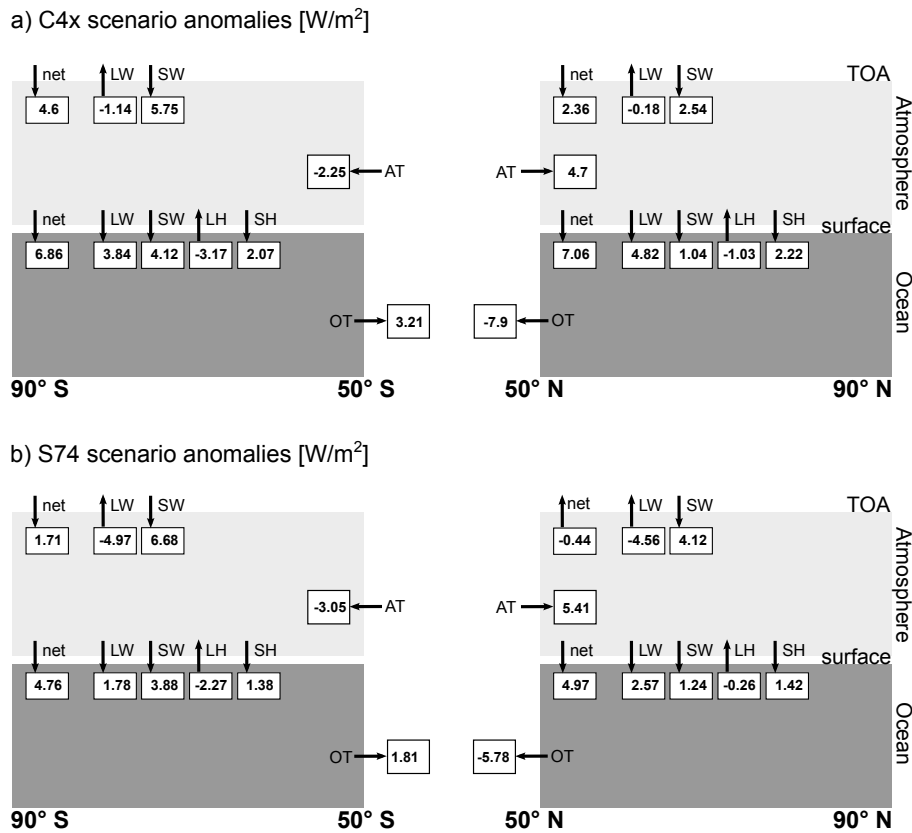 a) C4x scenario anomalies [W/m²]
net LW SW net LW SW TOA
4.6 -1.14 5.75 2.36 -0.18 2.54
Atmosphere
-2.25 AT AT 4.7
net LW SW LH SH net LW SW LH SH surface
6.86 3.84 4.12 -3.17 2.07 7.06 4.82 1.04 -1.03 2.22
Ocean
OT 3.21 -7.9 OT
90° S 50° S 50° N 90° N
b) S74 scenario anomalies [W/m²]
net LW SW net LW SW TOA
1.71 -4.97 6.68 -0.44 -4.56 4.12
Atmosphere
-3.05 AT AT 5.41
net LW SW LH SH net LW SW LH SH surface
4.76 1.78 3.88 -2.27 1.38 4.97 2.57 1.24 -0.26 1.42
Ocean
OT 1.81 -5.78 OT
90° S 50° S 50° N 90° N